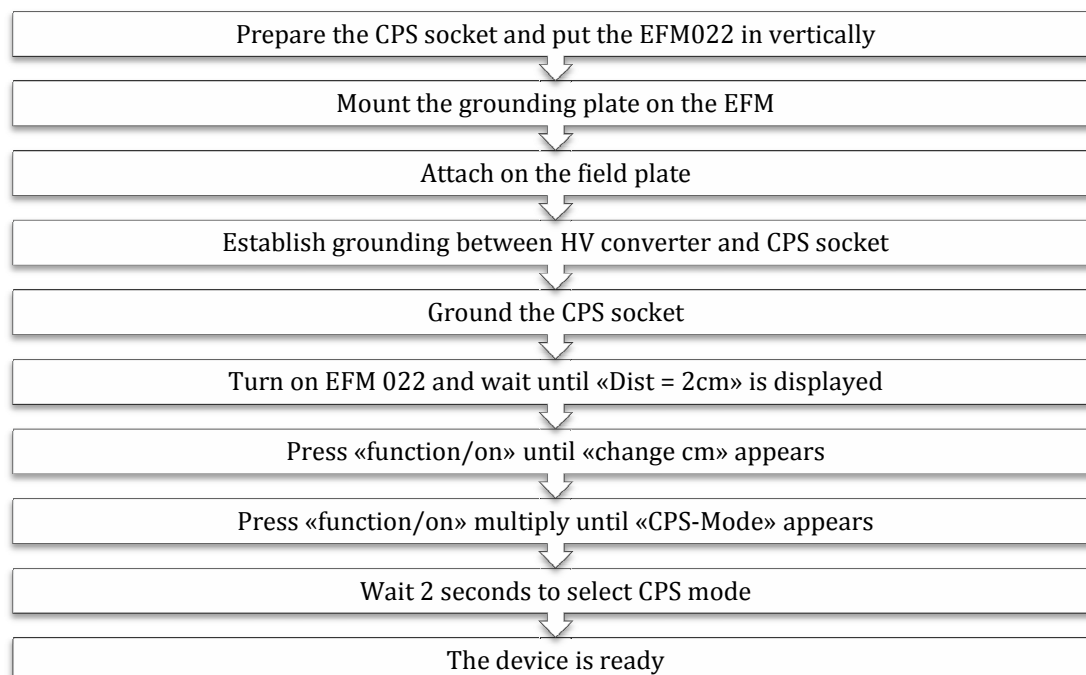 Prepare the CPS socket and put the EFM022 in vertically
Mount the grounding plate on the EFM
Attach on the field plate
Establish grounding between HV converter and CPS socket
Ground the CPS socket
Turn on EFM 022 and wait until «Dist = 2cm» is displayed
Press «function/on» until «change cm» appears
Press «function/on» multiply until «CPS-Mode» appears
Wait 2 seconds to select CPS mode
The device is ready